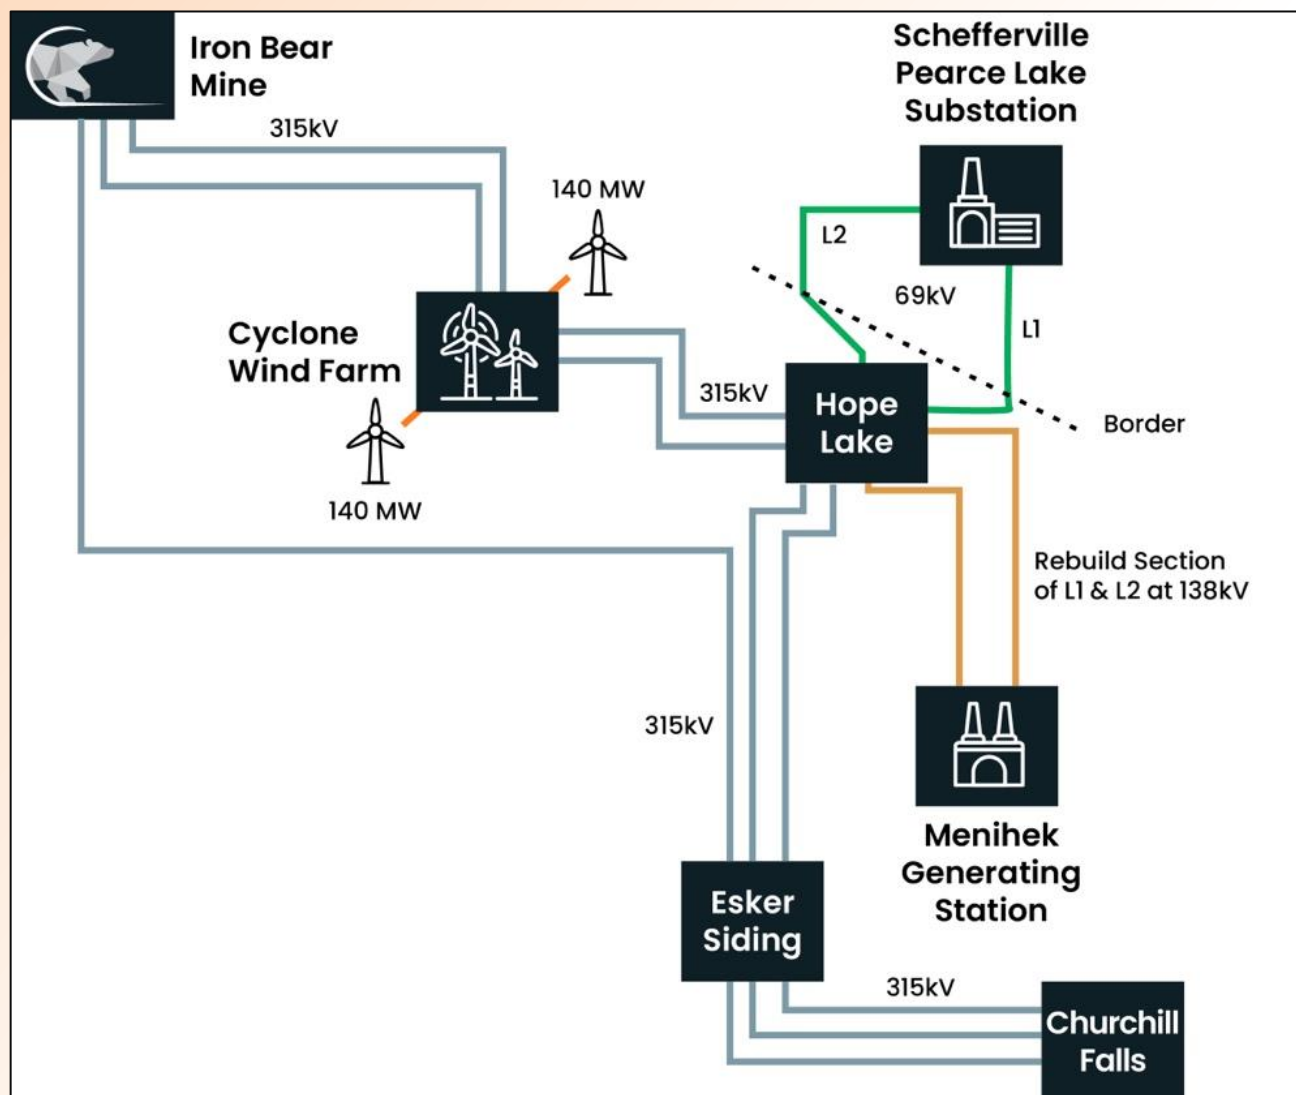 Iron Bear
Mine
315kV
Schefferville
Pearce Lake
Substation
140 MW
L2
69kV
L1
Cyclone
Wind Farm
315kV
Hope
Lake
Border
140 MW
Rebuild Section
of L1 & L2 at 138kV
315kV
Menihek
Generating
Station
Esker
Siding
315kV
Churchill
Falls